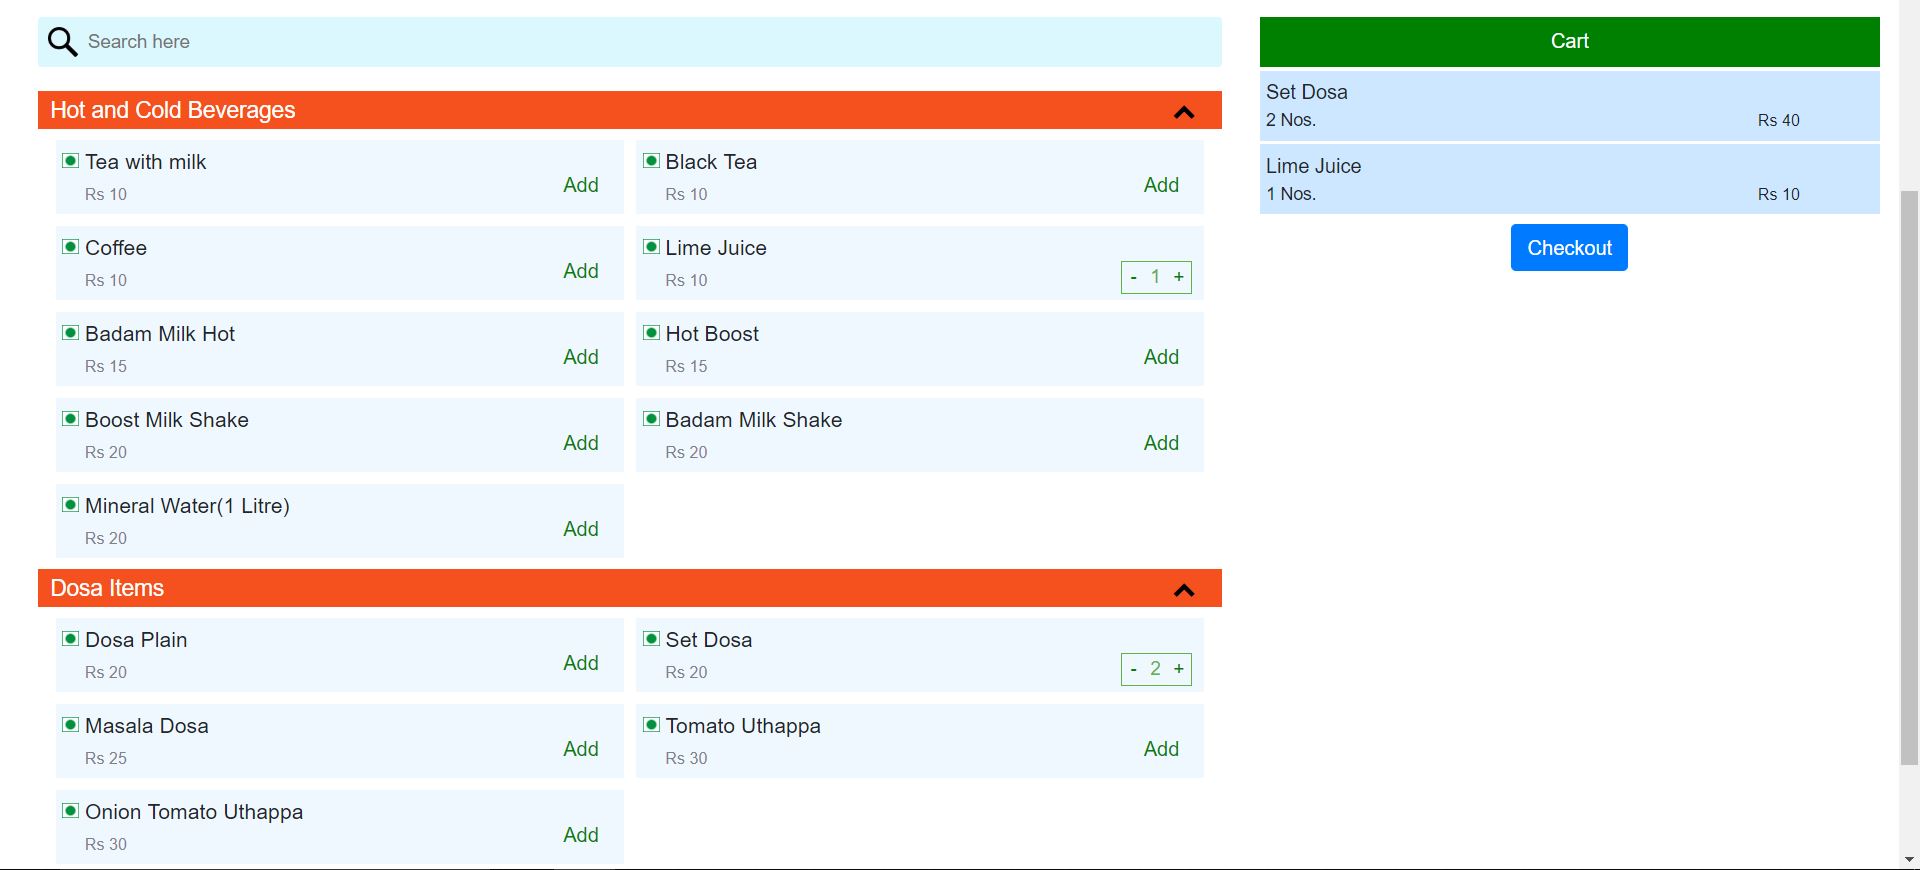 Search here
Hot and Cold Beverages
Tea with milk
Rs 10
Add
Black Tea
Rs 10
Add
Coffee
Rs 10
Add
Lime Juice
Rs 10
- 1 +
Badam Milk Hot
Rs 15
Add
Hot Boost
Rs 15
Add
Boost Milk Shake
Rs 20
Add
Badam Milk Shake
Rs 20
Add
Mineral Water(1 Litre)
Rs 20
Add
Dosa Items
Dosa Plain
Rs 20
Add
Set Dosa
Rs 20
- 2 +
Masala Dosa
Rs 25
Add
Tomato Uthappa
Rs 30
Add
Onion Tomato Uthappa
Rs 30
Add
Cart
Set Dosa
2 Nos. Rs 40
Lime Juice
1 Nos. Rs 10
Checkout